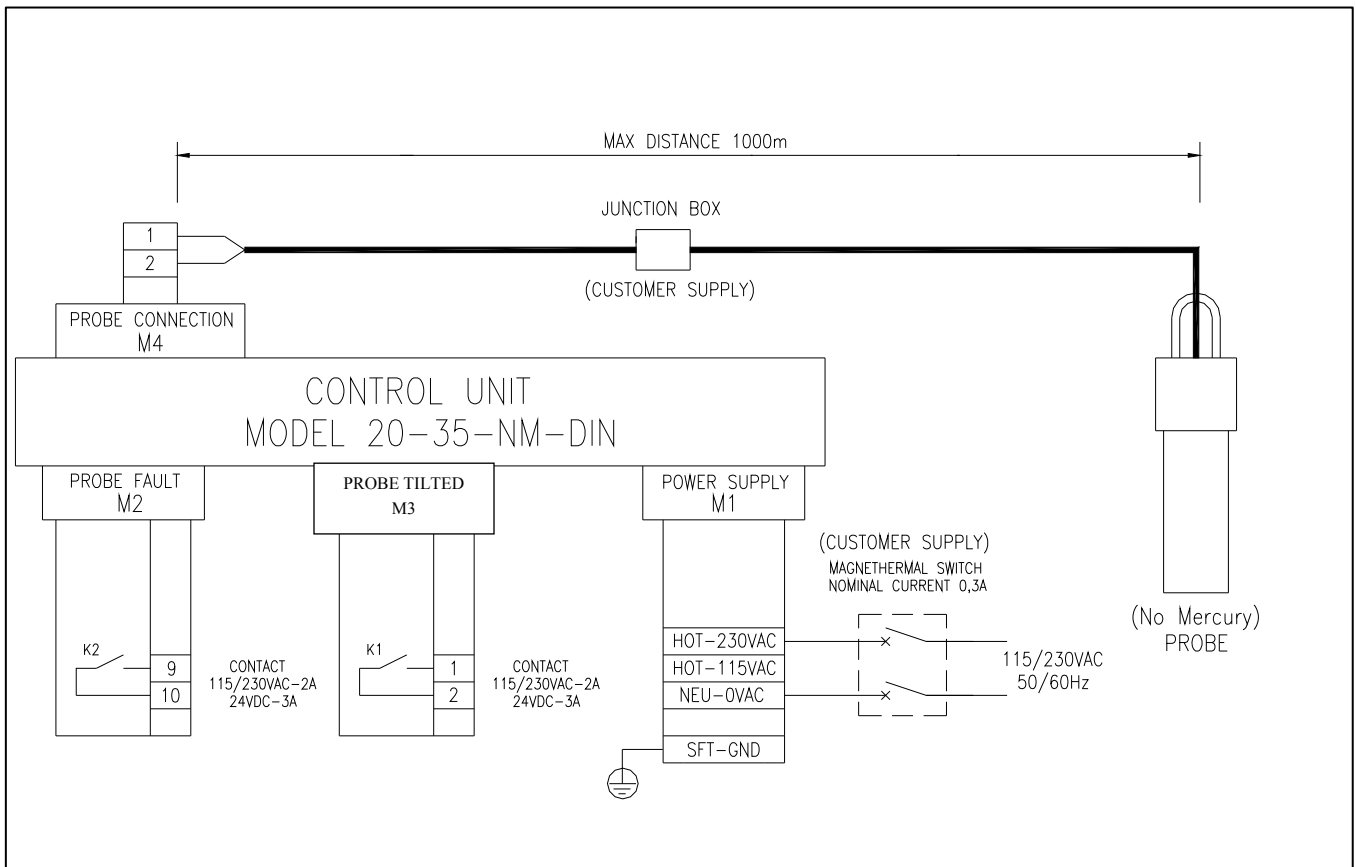 MAX DISTANCE 1000m
JUNCTION BOX
(CUSTOMER SUPPLY)
1
2
PROBE CONNECTION
M4
CONTROL UNIT
MODEL 20-35-NM-DIN
PROBE FAULT
M2
K2
9
10
CONTACT
115/230VAC-2A
24VDC-3A
PROBE TILTED
M3
K1
1
2
CONTACT
115/230VAC-2A
24VDC-3A
POWER SUPPLY
M1
HOT-230VAC
HOT-115VAC
NEU-0VAC
SFT-GND
(CUSTOMER SUPPLY)
MAGNETHERMAL SWITCH
NOMINAL CURRENT 0,3A
115/230VAC
50/60Hz
(No Mercury)
PROBE